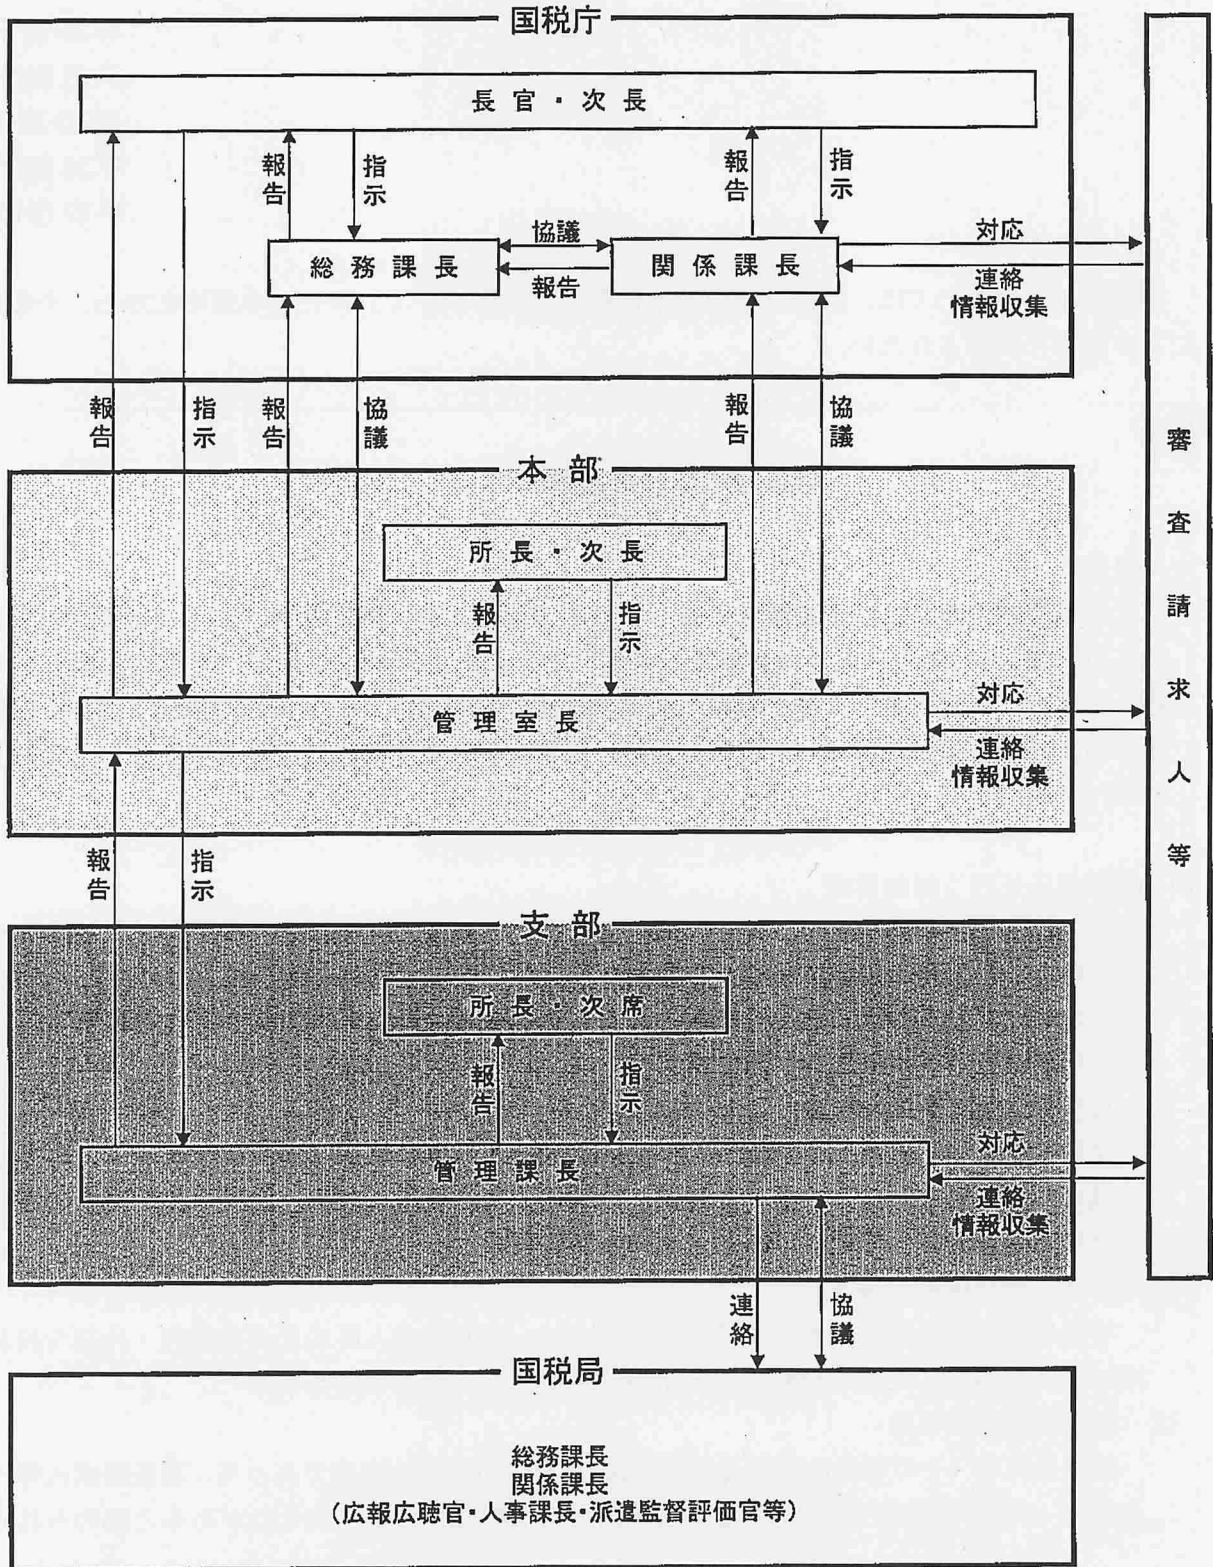 国税庁
長官・次長
報告
指示
報告
指示
総務課長
協議
報告
関係課長
対応
連絡
情報収集
報告
指示
報告
協議
報告
協議
本部
所長・次長
報告
指示
管理室長
対応
連絡
情報収集
報告
指示
支部
所長・次席
報告
指示
管理課長
対応
連絡
情報収集
連絡
協議
国税局
総務課長
関係課長
(広報広聴官・人事課長・派遣監督評価官等)
審査請求人等